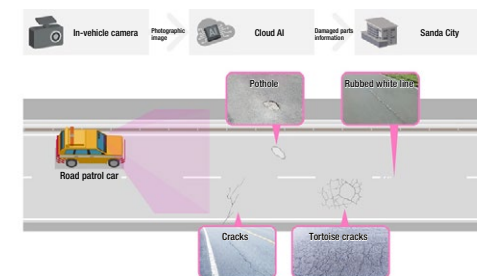 In-vehicle camera
Photographic
image
Cloud AI
Damaged parts
information
Sanda City
Pothole
Rubbed white line
Road patrol car
Cracks
Tortoise cracks